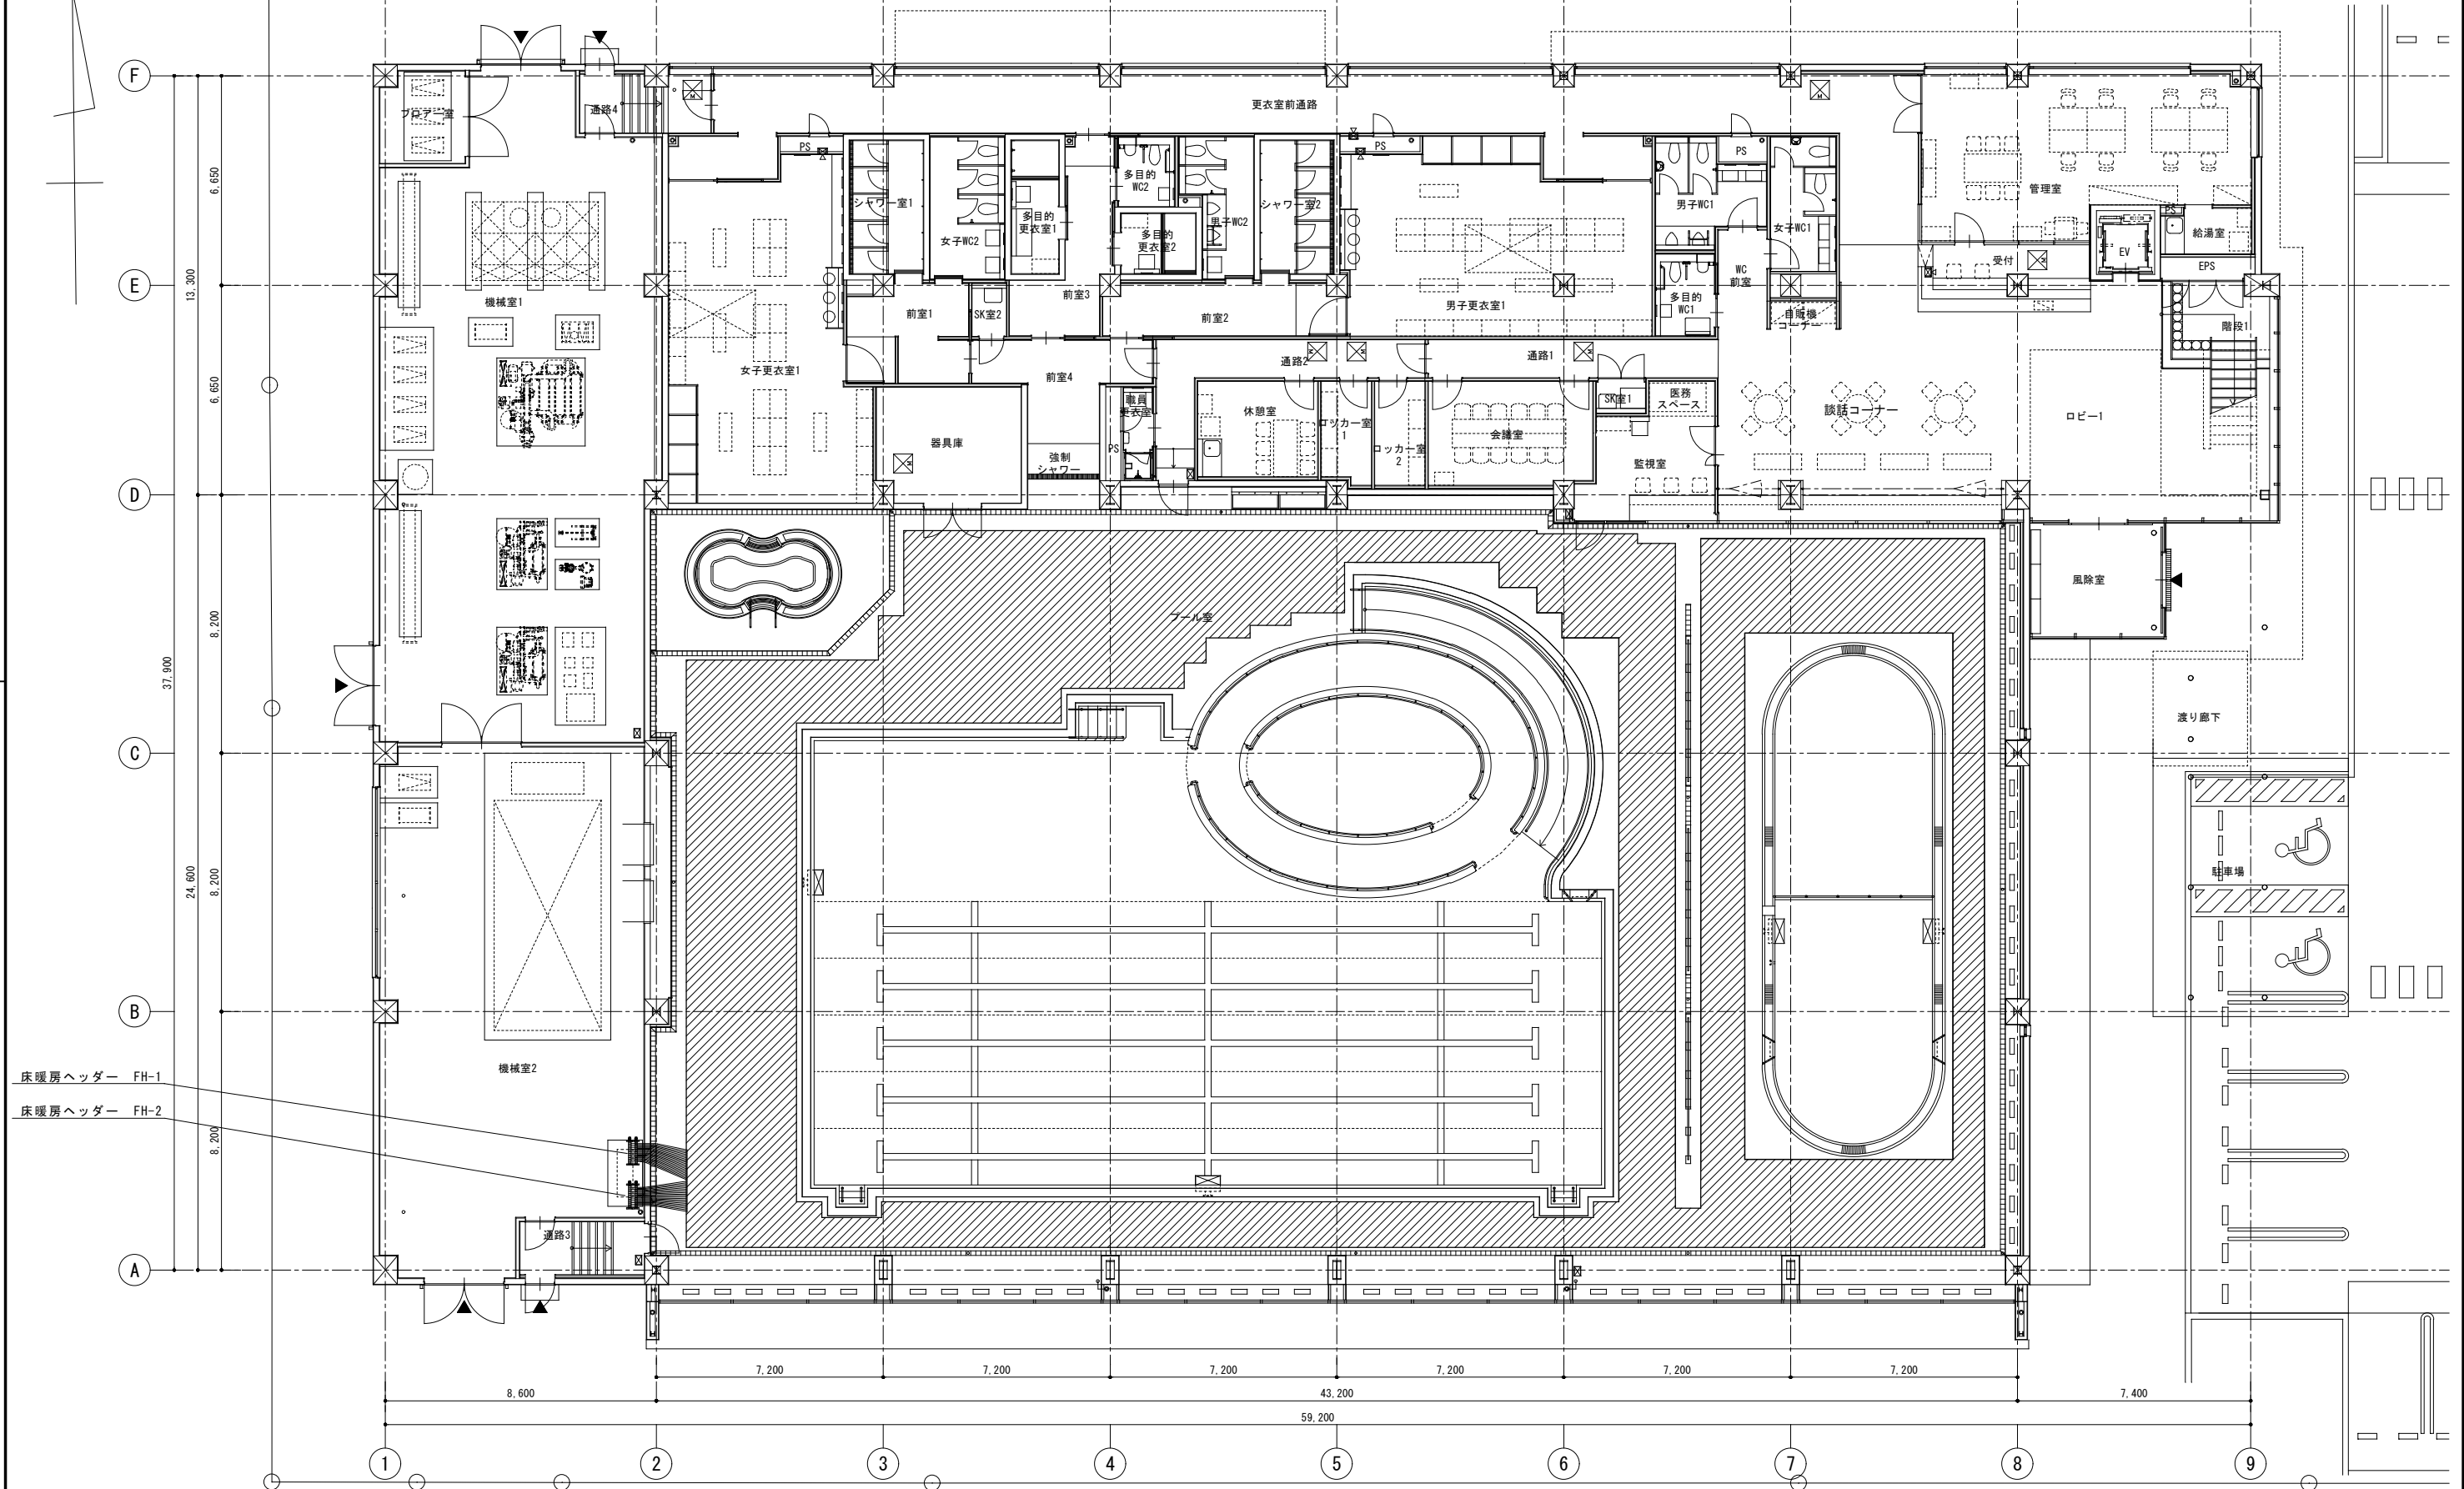 F
E
D
C
B
A
6,650
6,650
13,300
8,200
8,200
8,200
24,600
37,900
ブロアー室
通路4
更衣室前通路
PS
シャワー室1
女子WC2
多目的
更衣室1
多目的
WC2
多目的
更衣室2
男子WC2
シャワー室2
PS
男子WC1
PS
女子WC1
管理室
PS
給湯室
EV
EPS
受付
WC
前室
多目的
WC1
自販機
コーナー
階段1
機械室1
女子更衣室1
前室1
SK室2
前室3
前室2
男子更衣室1
通路2
通路1
前室4
器具庫
強制
シャワー
PS
職員
更衣室
休憩室
ロッカー室
1
ロッカー室
2
会議室
SK室1
医務
スペース
監視室
談話コーナー
ロビー1
風除室
プール室
渡り廊下
駐車場
機械室2
床暖房ヘッダー FH-1
床暖房ヘッダー FH-2
通路3
7,200
7,200
7,200
7,200
7,200
7,200
8,600
43,200
7,400
59,200
1
2
3
4
5
6
7
8
9